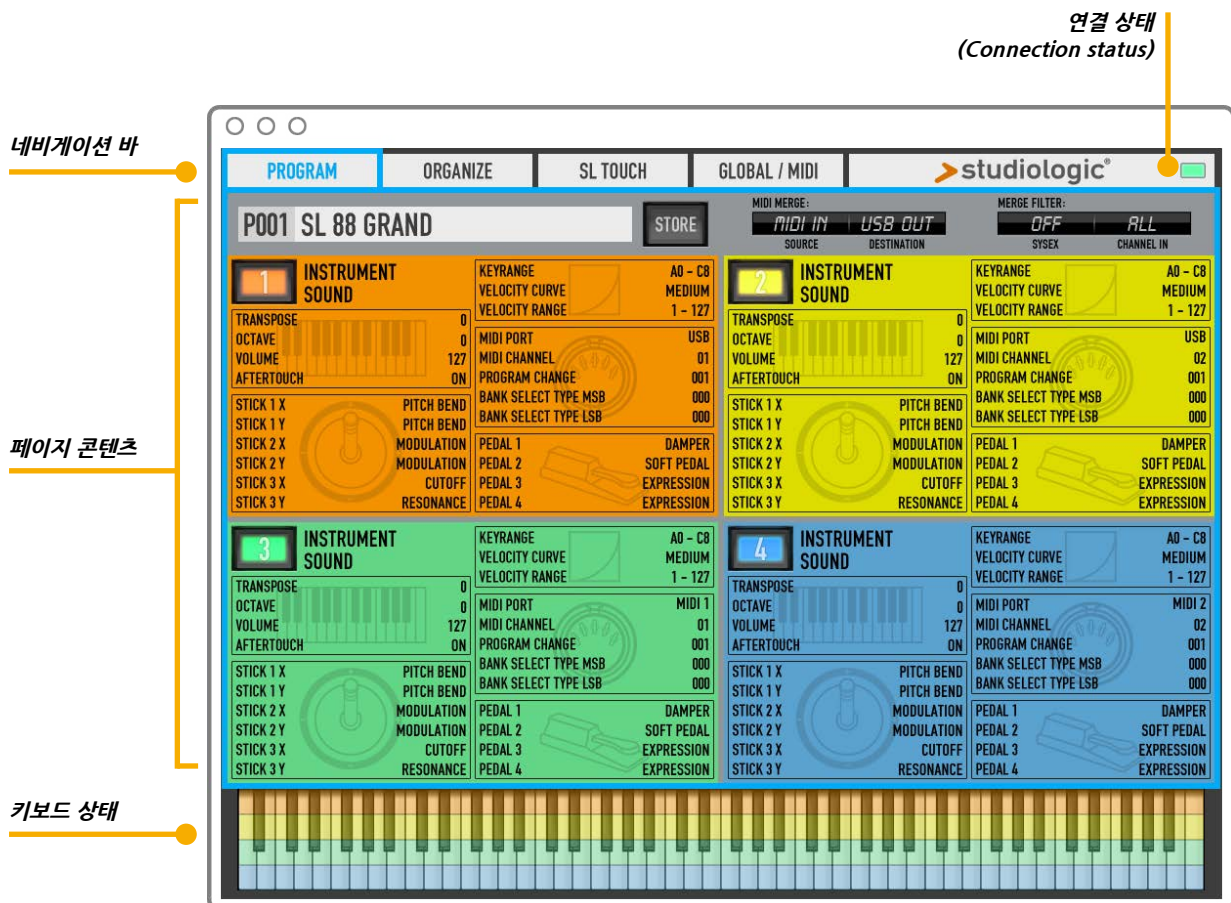 연결 상태
(Connection status)
네비게이션 바
PROGRAM ORGANIZE SL TOUCH GLOBAL / MIDI studiologic®
P001 SL 88 GRAND STORE
MIDI MERGE: MERGE FILTER:
MIDI IN USB OUT OFF ALL
SOURCE DESTINATION SYSEX CHANNEL IN
페이지 콘텐츠
1 INSTRUMENT
SOUND
TRANSPOSE 0
OCTAVE 0
VOLUME 127
AFTERTOUCH ON
STICK 1 X PITCH BEND
STICK 1 Y PITCH BEND
STICK 2 X MODULATION
STICK 2 Y MODULATION
STICK 3 X CUTOFF
STICK 3 Y RESONANCE
KEYRANGE A0 - C8
VELOCITY CURVE MEDIUM
VELOCITY RANGE 1 - 127
MIDI PORT USB
MIDI CHANNEL 01
PROGRAM CHANGE 001
BANK SELECT TYPE MSB 000
BANK SELECT TYPE LSB 000
PEDAL 1 DAMPER
PEDAL 2 SOFT PEDAL
PEDAL 3 EXPRESSION
PEDAL 4 EXPRESSION
2 INSTRUMENT
SOUND
TRANSPOSE 0
OCTAVE 0
VOLUME 127
AFTERTOUCH ON
STICK 1 X PITCH BEND
STICK 1 Y PITCH BEND
STICK 2 X MODULATION
STICK 2 Y MODULATION
STICK 3 X CUTOFF
STICK 3 Y RESONANCE
KEYRANGE A0 - C8
VELOCITY CURVE MEDIUM
VELOCITY RANGE 1 - 127
MIDI PORT USB
MIDI CHANNEL 02
PROGRAM CHANGE 001
BANK SELECT TYPE MSB 000
BANK SELECT TYPE LSB 000
PEDAL 1 DAMPER
PEDAL 2 SOFT PEDAL
PEDAL 3 EXPRESSION
PEDAL 4 EXPRESSION
3 INSTRUMENT
SOUND
TRANSPOSE 0
OCTAVE 0
VOLUME 127
AFTERTOUCH ON
STICK 1 X PITCH BEND
STICK 1 Y PITCH BEND
STICK 2 X MODULATION
STICK 2 Y MODULATION
STICK 3 X CUTOFF
STICK 3 Y RESONANCE
KEYRANGE A0 - C8
VELOCITY CURVE MEDIUM
VELOCITY RANGE 1 - 127
MIDI PORT MIDI 1
MIDI CHANNEL 01
PROGRAM CHANGE 001
BANK SELECT TYPE MSB 000
BANK SELECT TYPE LSB 000
PEDAL 1 DAMPER
PEDAL 2 SOFT PEDAL
PEDAL 3 EXPRESSION
PEDAL 4 EXPRESSION
4 INSTRUMENT
SOUND
TRANSPOSE 0
OCTAVE 0
VOLUME 127
AFTERTOUCH ON
STICK 1 X PITCH BEND
STICK 1 Y PITCH BEND
STICK 2 X MODULATION
STICK 2 Y MODULATION
STICK 3 X CUTOFF
STICK 3 Y RESONANCE
KEYRANGE A0 - C8
VELOCITY CURVE MEDIUM
VELOCITY RANGE 1 - 127
MIDI PORT MIDI 2
MIDI CHANNEL 02
PROGRAM CHANGE 001
BANK SELECT TYPE MSB 000
BANK SELECT TYPE LSB 000
PEDAL 1 DAMPER
PEDAL 2 SOFT PEDAL
PEDAL 3 EXPRESSION
PEDAL 4 EXPRESSION
키보드 상태